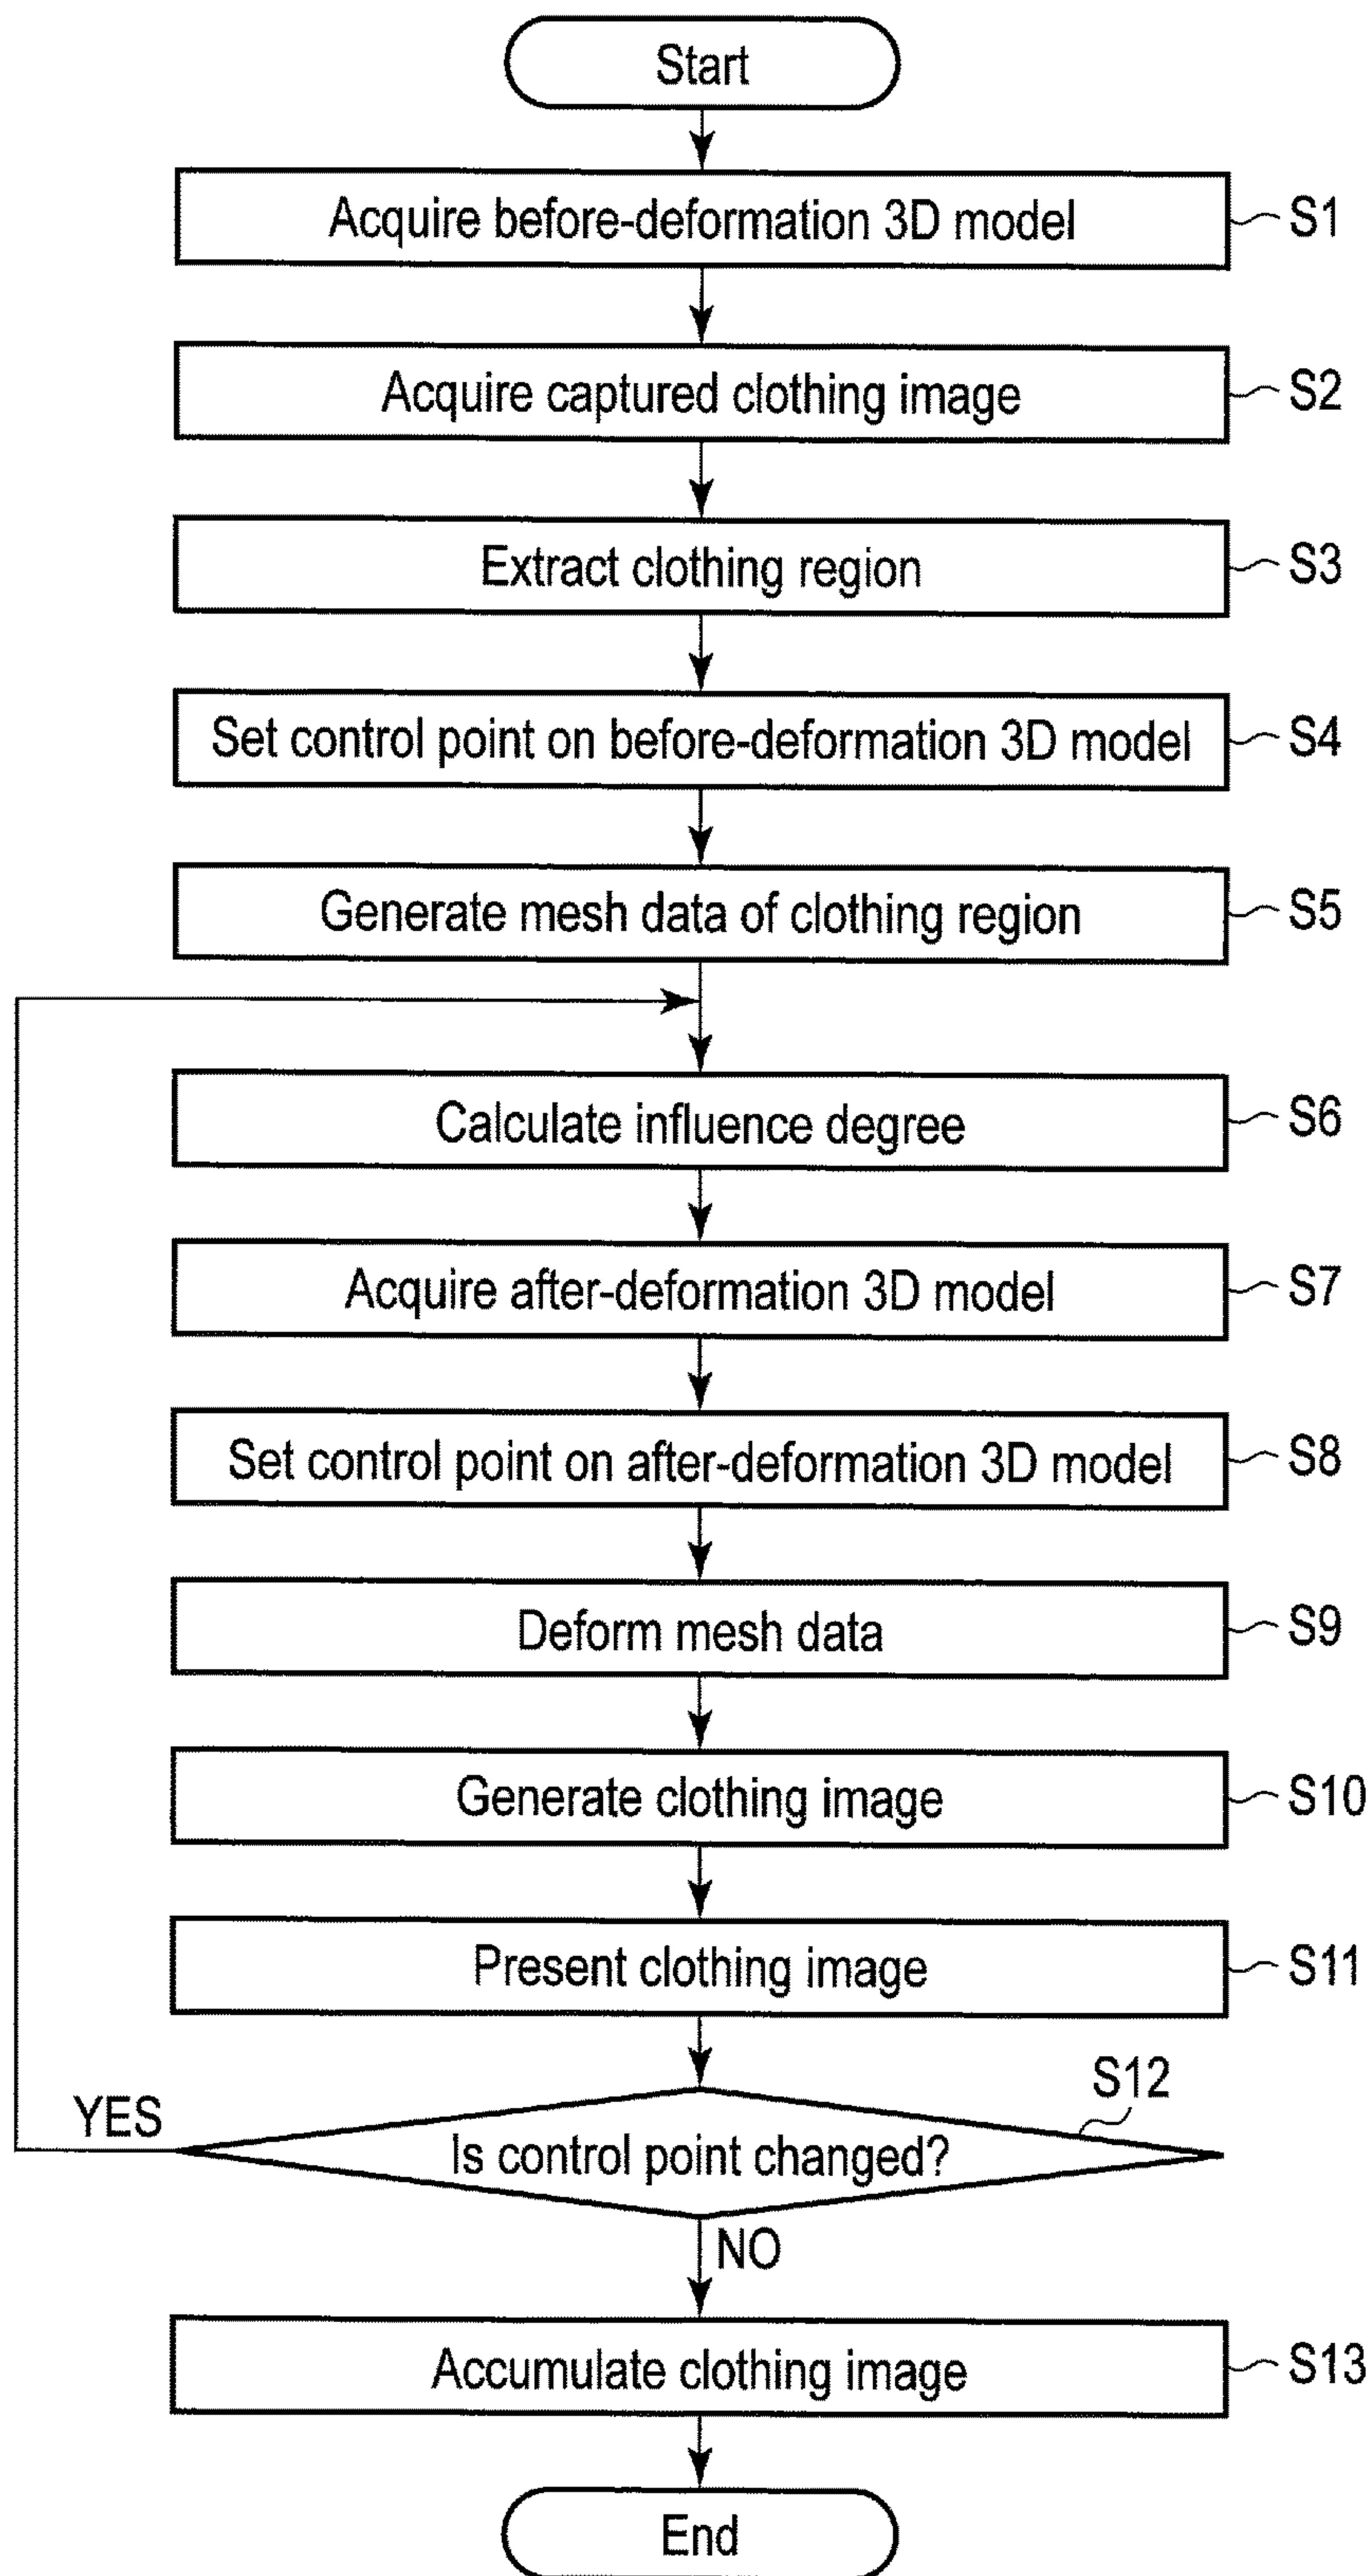 Start
Acquire before-deformation 3D model
S1
Acquire captured clothing image
S2
Extract clothing region
S3
Set control point on before-deformation 3D model
S4
Generate mesh data of clothing region
S5
Calculate influence degree
S6
Acquire after-deformation 3D model
S7
Set control point on after-deformation 3D model
S8
Deform mesh data
S9
Generate clothing image
S10
Present clothing image
S11
S12
YES
Is control point changed?
NO
Accumulate clothing image
S13
End